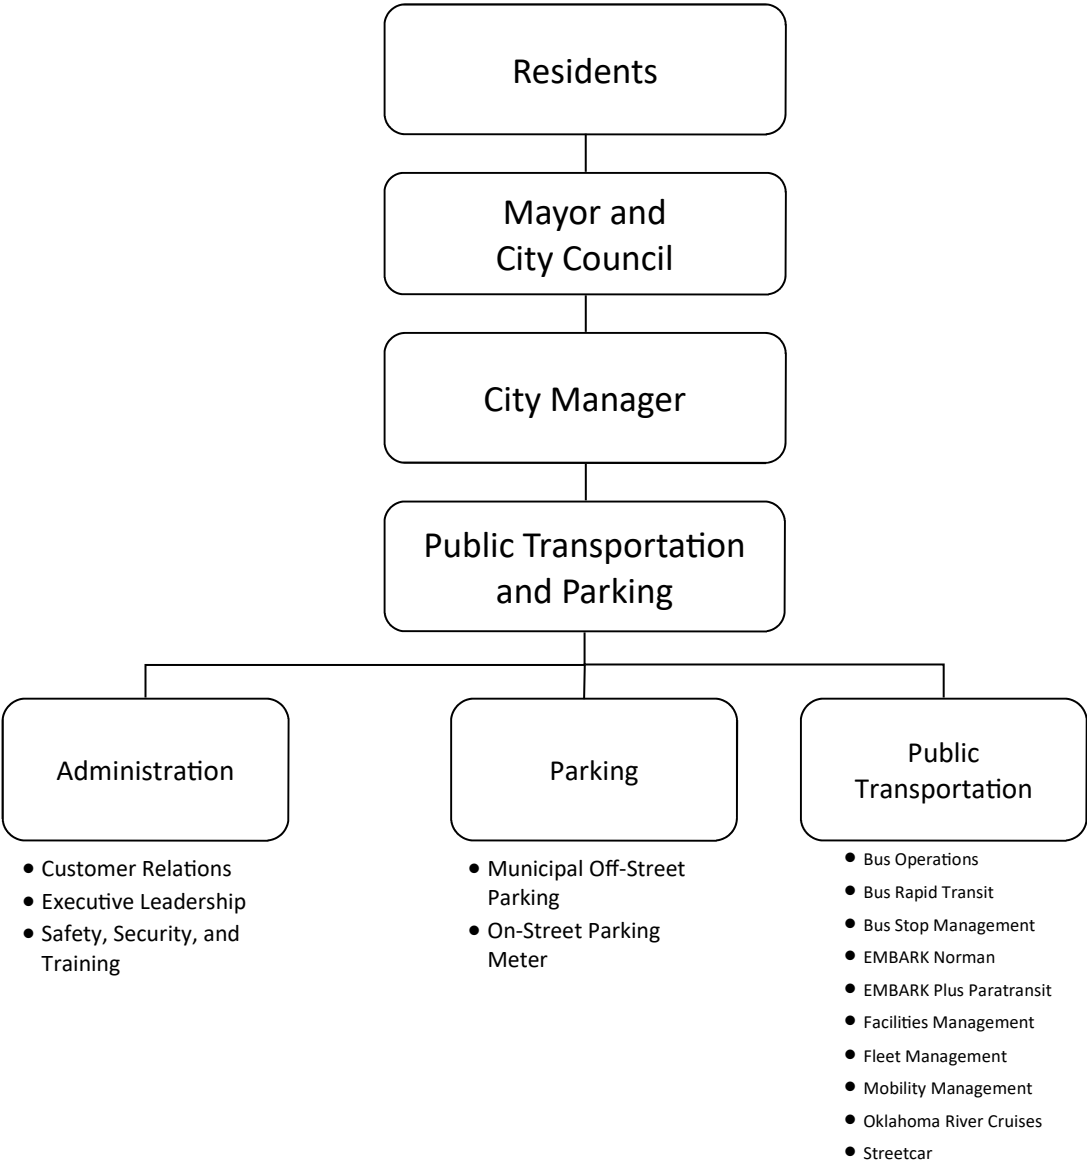 Residents
Mayor and
City Council
City Manager
Public Transportation
and Parking
Administration
• Customer Relations
• Executive Leadership
• Safety, Security, and
Training
Parking
• Municipal Off-Street
Parking
• On-Street Parking
Meter
Public
Transportation
• Bus Operations
• Bus Rapid Transit
• Bus Stop Management
• EMBARK Norman
• EMBARK Plus Paratransit
• Facilities Management
• Fleet Management
• Mobility Management
• Oklahoma River Cruises
• Streetcar